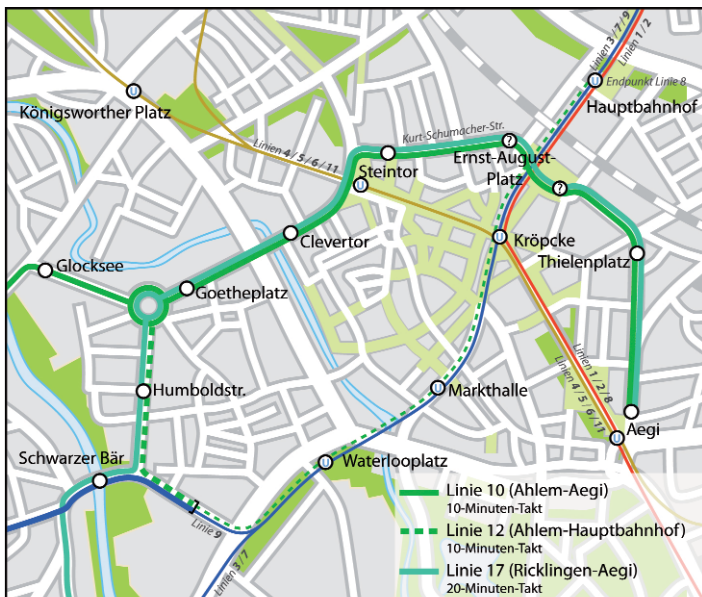 Linien 3 / 7 / 9
Linien 1 / 2
U
Endpunkt Linie 8
Hauptbahnhof
U
Königsworther Platz
Linien 4 / 5 / 6 / 11
Kurt-Schumacher-Str.
?
Steintor
Ernst-August-
Platz
U
?
Clevertor
U
Kröpcke
Thielenplatz
Glocksee
Goetheplatz
Humboldtstr.
U
Markthalle
Linien 1 / 2 / 8
Linien 4 / 5 / 6 / 11
Aegi
U
Schwarzer Bär
U
Waterlooplatz
Linie 9
Linien 3 / 7
Linie 10 (Ahlem-Aegi)
10-Minuten-Takt
Linie 12 (Ahlem-Hauptbahnhof)
10-Minuten-Takt
Linie 17 (Ricklingen-Aegi)
20-Minuten-Takt